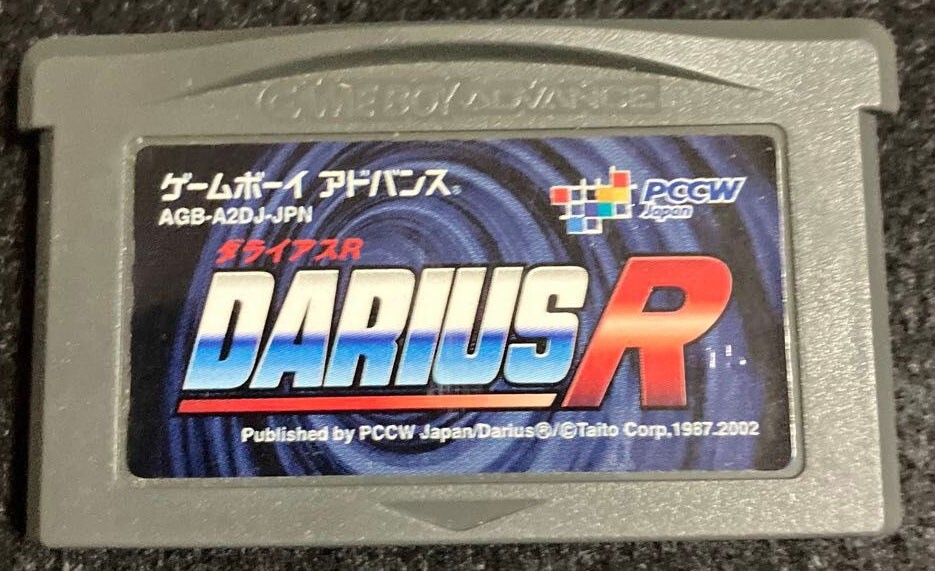 GAME BOY ADVANCE
ゲームボーイ アドバンス®
PCCW
AGB-A2DJ-JPN
Japan
ダライアスR
DARIUS R
Published by PCCW Japan/Darius®/©Taito Corp,1987.2002